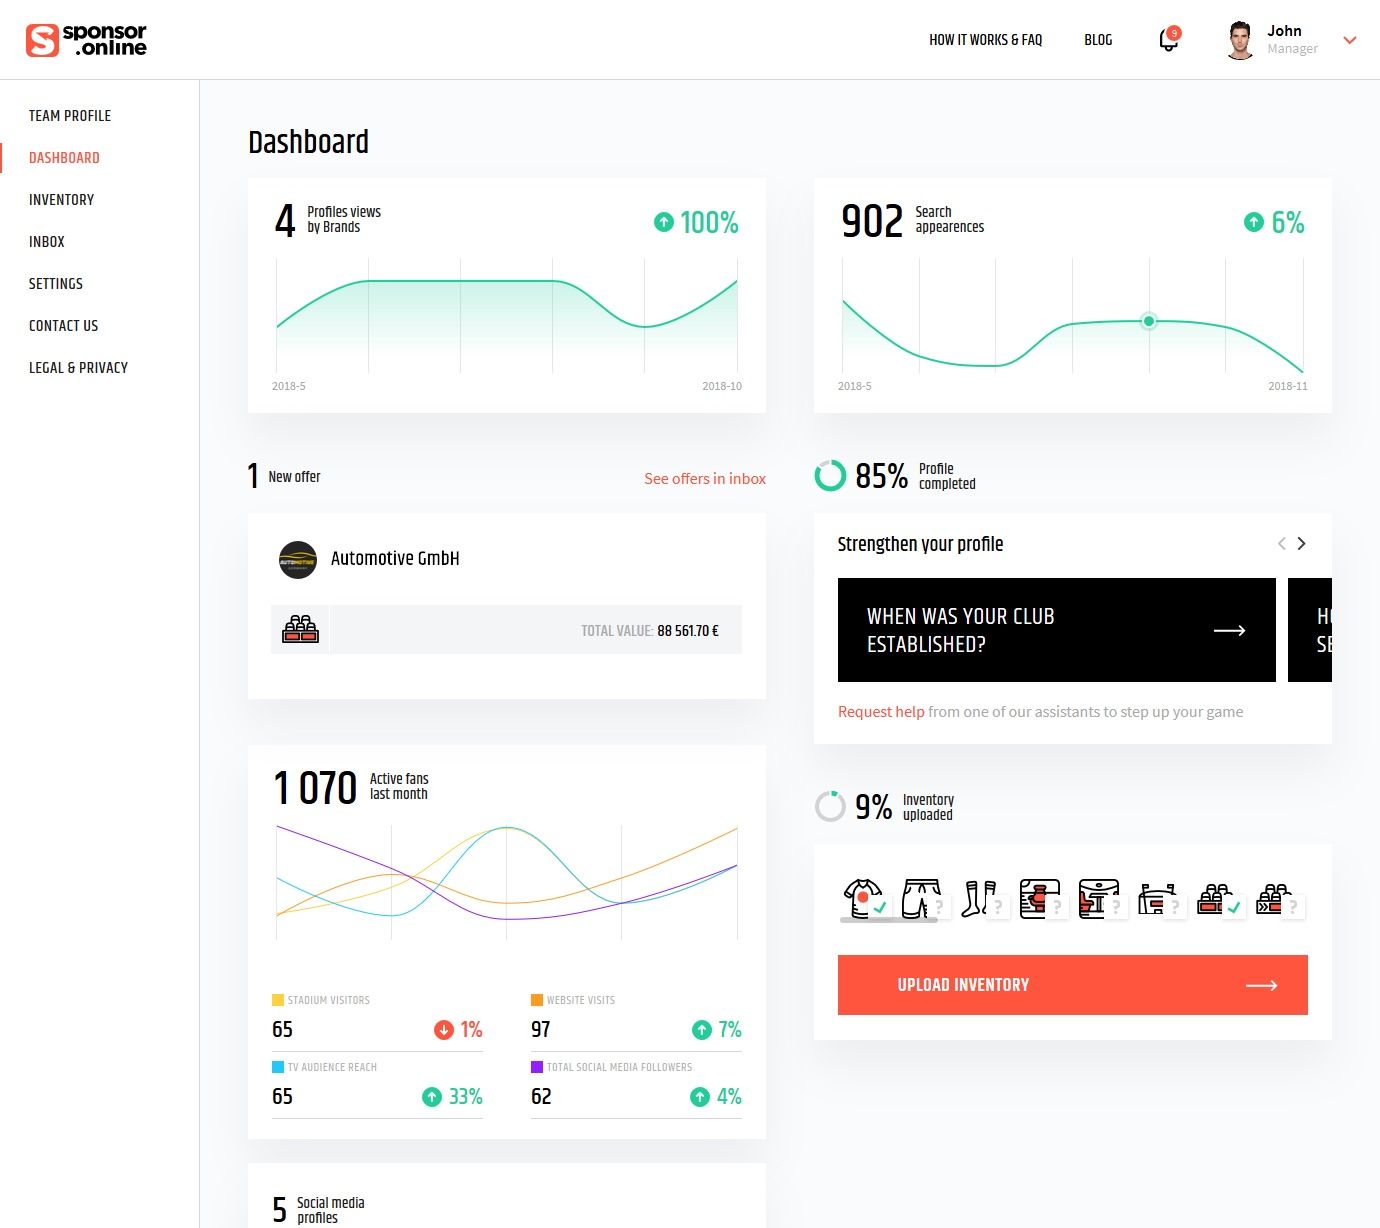 sponsor
.online
HOW IT WORKS & FAQ
BLOG
9
John
Manager
TEAM PROFILE
DASHBOARD
INVENTORY
INBOX
SETTINGS
CONTACT US
LEGAL & PRIVACY
Dashboard
4
Profiles views
by Brands
100%
2018-5
2018-10
902
Search
appearences
6%
2018-5
2018-11
1
New offer
See offers in inbox
AUTOMOTIVE
Automotive GmbH
TOTAL VALUE: 88 561.70 €
85%
Profile
completed
Strengthen your profile
WHEN WAS YOUR CLUB
ESTABLISHED?
Request help from one of our assistants to step up your game
1 070
Active fans
last month
STADIUM VISITORS
65
1%
WEBSITE VISITS
97
7%
TV AUDIENCE REACH
65
33%
TOTAL SOCIAL MEDIA FOLLOWERS
62
4%
9%
Inventory
uploaded
? ? ? ? ? ?
UPLOAD INVENTORY
5
Social media
profiles